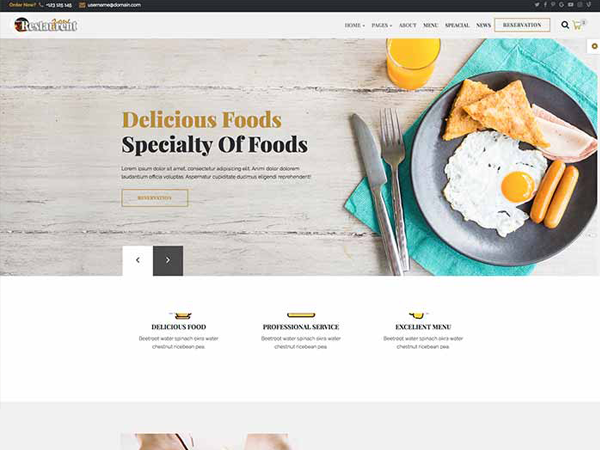 Order Now? +123 125 145 username@domain.com
Restaurent
HOME PAGES ABOUT MENU SPEACIAL NEWS RESERVATION 0
Delicious Foods
Specialty Of Foods
Lorem ipsum dolor sit amet, consectetur adipisicing elit. Animi dolor dolorem
laudantium officia voluptas. Aspernatur cupiditate ducimus eligendi reprehenderit!
RESERVATION
DELICIOUS FOOD
PROFESSIONAL SERVICE
EXCELIENT MENU
Beetroot water spinach okra water
chestnut ricebean pea.
Beetroot water spinach okra water
chestnut ricebean pea.
Beetroot water spinach okra water
chestnut ricebean pea.